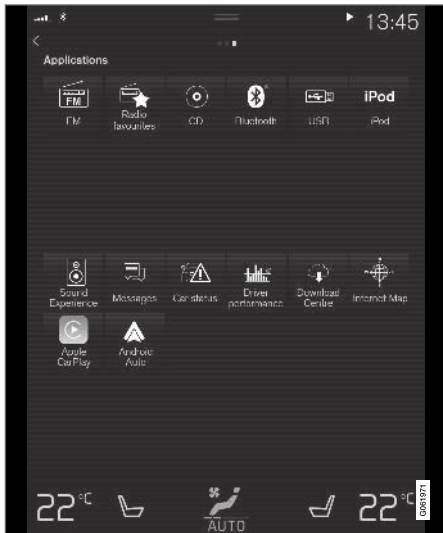 13:45
Applications
FM
iPod
FM
Radio
favourites
CD
Bluetooth
USB
iPod
Sound
Experience
Messages
Car status
Driver
performance
Download
Centre
Internet Map
Apple
CarPlay
Android
Auto
22°C
AUTO
22°C
G061971